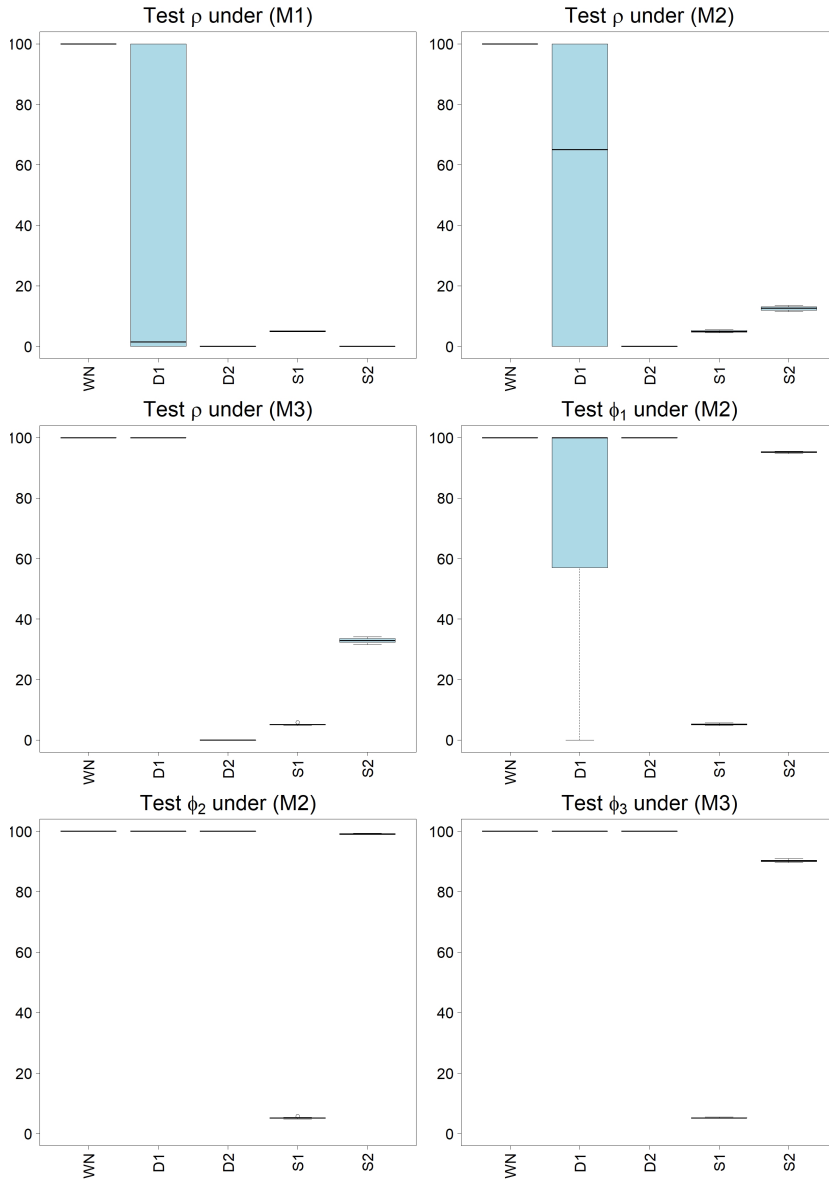 Test ρ under (M1)
100
80
60
40
20
0
WN
D1
D2
S1
S2
Test ρ under (M2)
100
80
60
40
20
0
WN
D1
D2
S1
S2
Test ρ under (M3)
100
80
60
40
20
0
WN
D1
D2
S1
S2
Test ϕ₁ under (M2)
100
80
60
40
20
0
WN
D1
D2
S1
S2
Test ϕ₂ under (M2)
100
80
60
40
20
0
WN
D1
D2
S1
S2
Test ϕ₃ under (M3)
100
80
60
40
20
0
WN
D1
D2
S1
S2